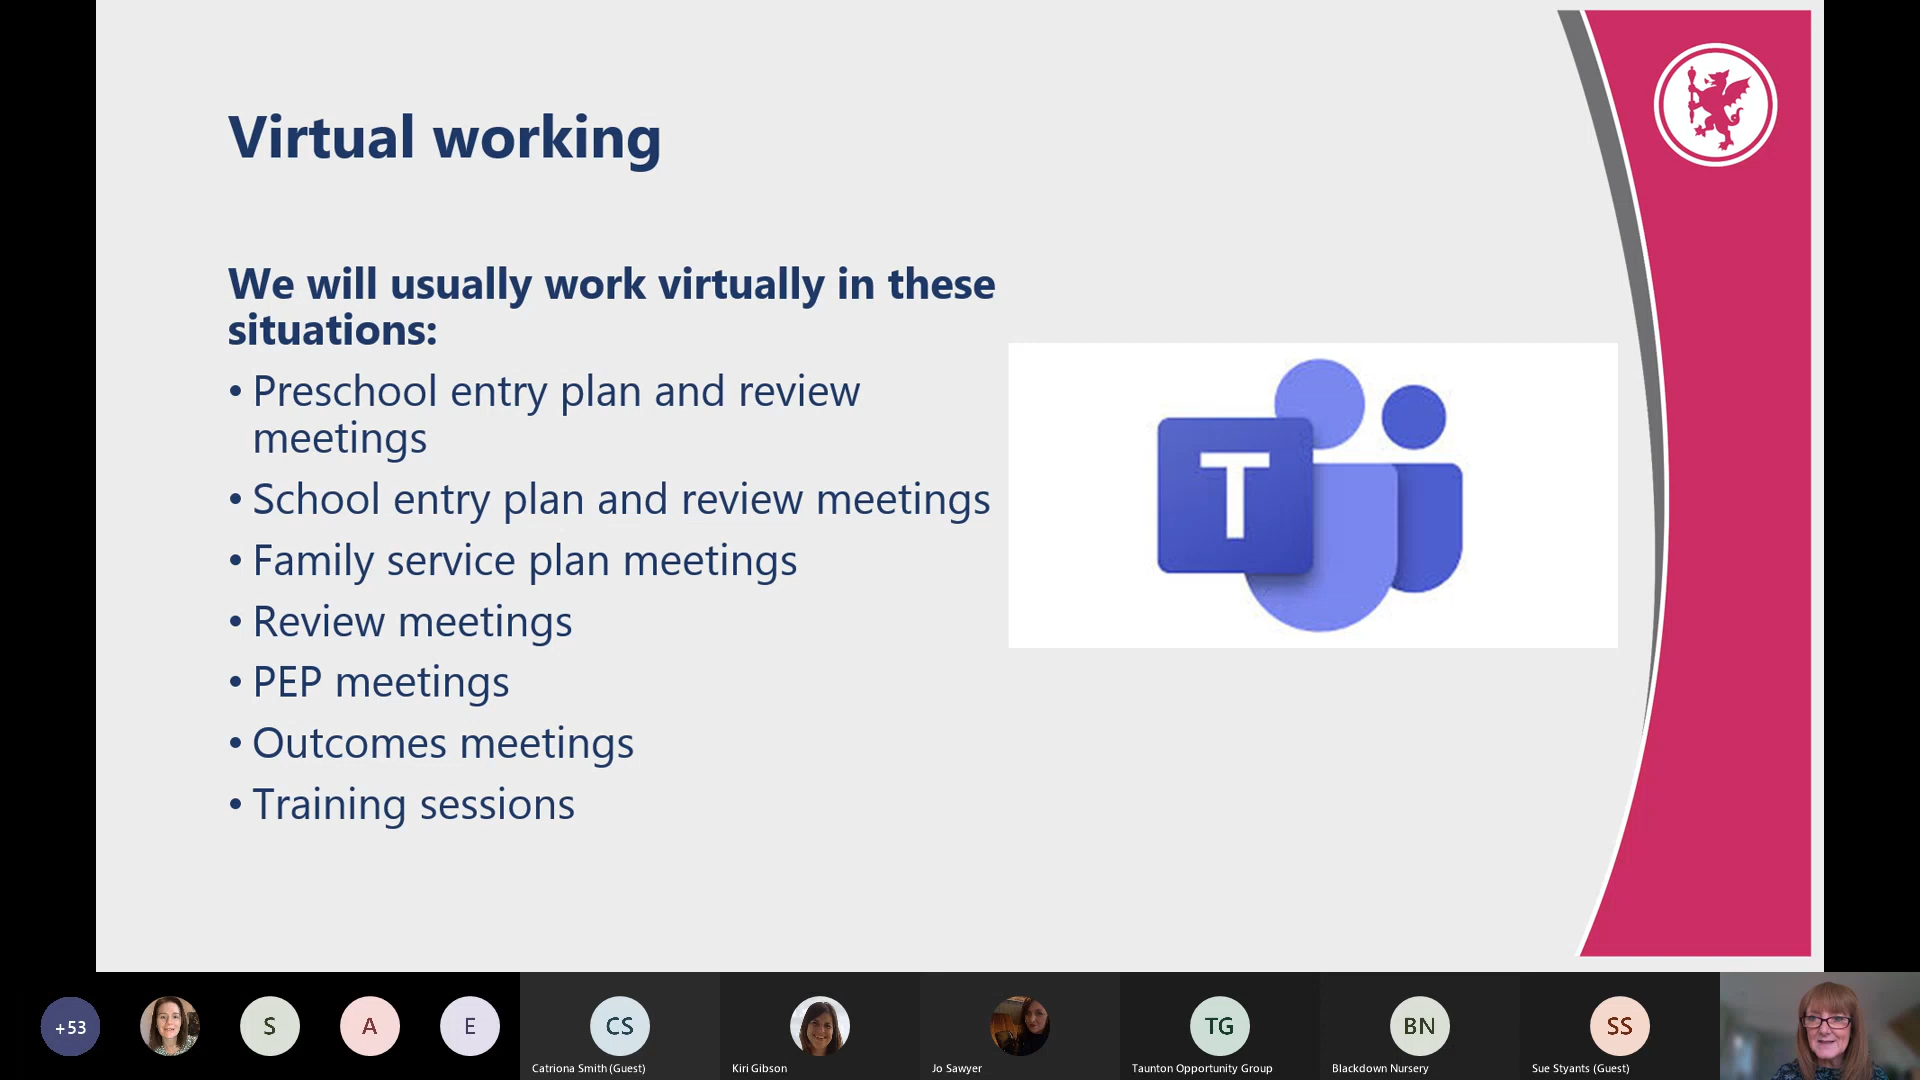 Virtual working
We will usually work virtually in these
situations:
• Preschool entry plan and review
meetings
• School entry plan and review meetings
• Family service plan meetings
• Review meetings
• PEP meetings
• Outcomes meetings
• Training sessions
T
+53
S
A
E
CS
TG
BN
SS
Catriona Smith (Guest)
Kiri Gibson
Jo Sawyer
Taunton Opportunity Group
Blackdown Nursery
Sue Styants (Guest)